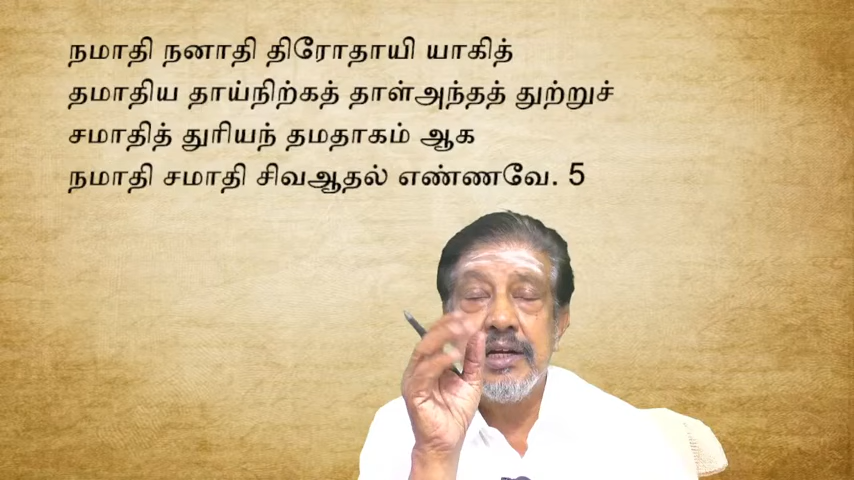 நமாதி நனாதி திரோதாயி யாகித்
தமாதிய தாய்நிற்கத் தாள்அந்தத் துற்றுச்
சமாதித் துரியந் தமதாகம் ஆக
நமாதி சமாதி சிவஆதல் எண்ணவே. 5